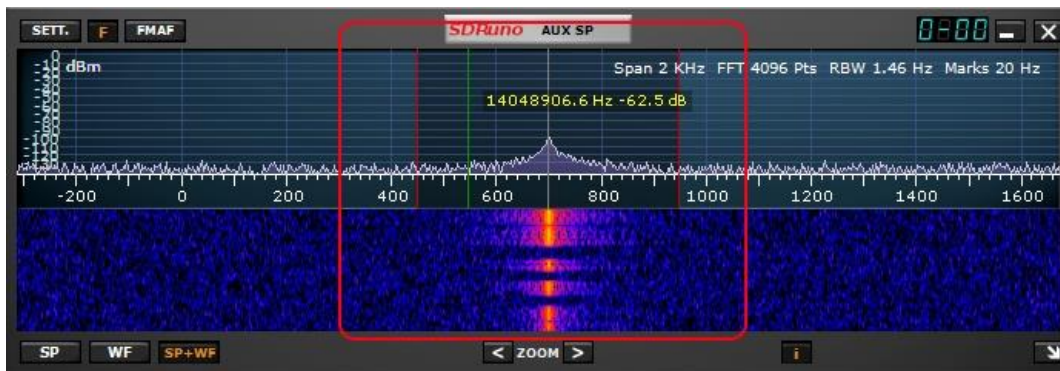 SETT. F FMAF SDRuno AUX SP 0-00
dBm Span 2 KHz FFT 4096 Pts RBW 1.46 Hz Marks 20 Hz
14048906.6 Hz -62.5 dB
-200 0 200 400 600 800 1000 1200 1400 1600
SP WF SP+WF < ZOOM > i